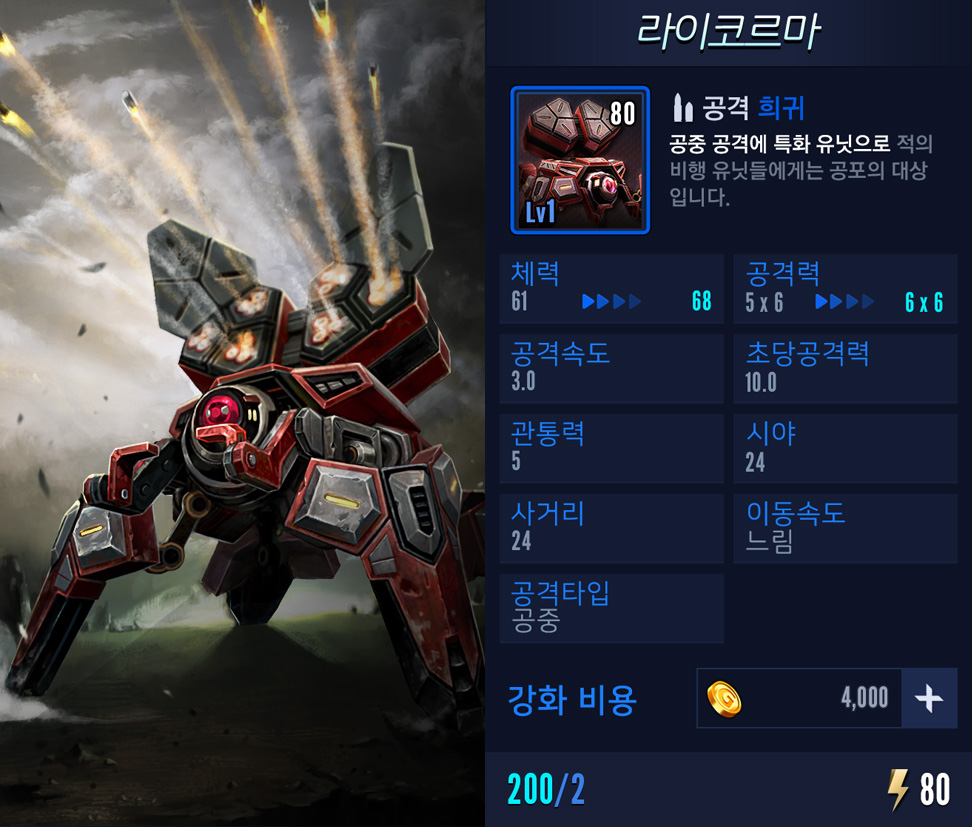 라이코르마
80
Lv1
공격 희귀
공중 공격에 특화 유닛으로 적의
비행 유닛들에게는 공포의 대상
입니다.
체력
61 68
공격력
5 x 6 6 x 6
공격속도
3.0
초당공격력
10.0
관통력
5
시야
24
사거리
24
이동속도
느림
공격타입
공중
강화 비용
4,000
200/2
80